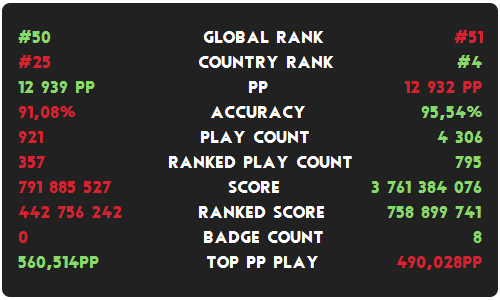 #50 GLOBAL RANK #51
#25 COUNTRY RANK #4
12 939 PP PP 12 932 PP
91,08% ACCURACY 95,54%
921 PLAY COUNT 4 306
357 RANKED PLAY COUNT 795
791 885 527 SCORE 3 761 384 076
442 756 242 RANKED SCORE 758 899 741
0 BADGE COUNT 8
560,514PP TOP PP PLAY 490,028PP